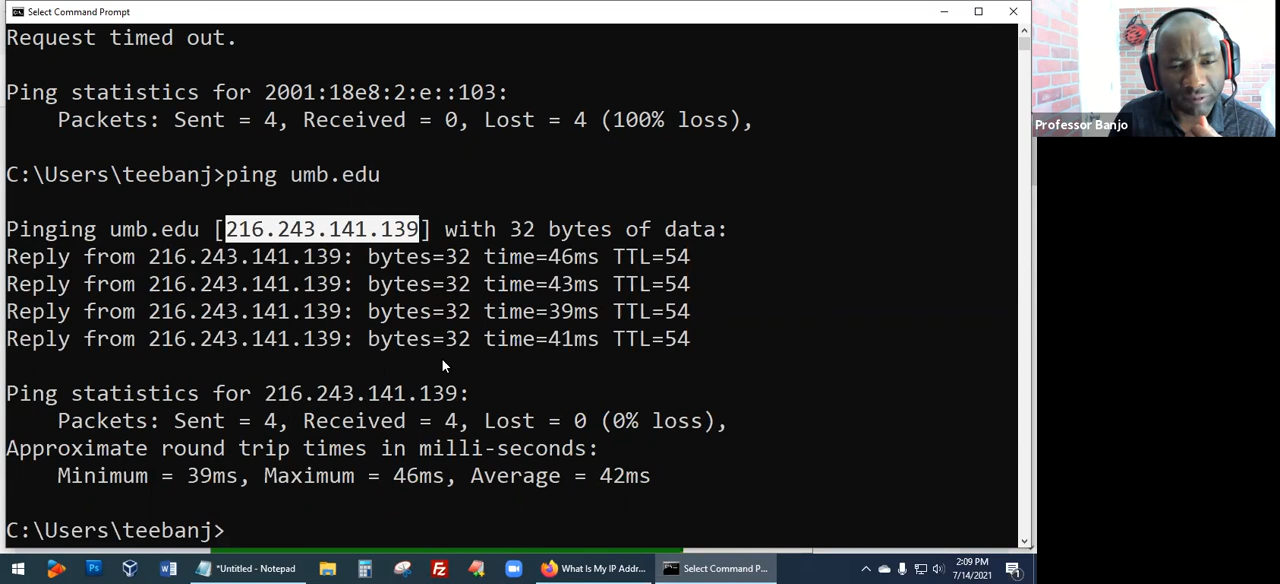 Select Command Prompt
Request timed out.
Ping statistics for 2001:18e8:2:e::103:
Packets: Sent = 4, Received = 0, Lost = 4 (100% loss),
C:\Users\teebanj>ping umb.edu
Pinging umb.edu [216.243.141.139] with 32 bytes of data:
Reply from 216.243.141.139: bytes=32 time=46ms TTL=54
Reply from 216.243.141.139: bytes=32 time=43ms TTL=54
Reply from 216.243.141.139: bytes=32 time=39ms TTL=54
Reply from 216.243.141.139: bytes=32 time=41ms TTL=54
Ping statistics for 216.243.141.139:
Packets: Sent = 4, Received = 4, Lost = 0 (0% loss),
Approximate round trip times in milli-seconds:
Minimum = 39ms, Maximum = 46ms, Average = 42ms
C:\Users\teebanj>
Professor Banjo
Ps
W
*Untitled - Notepad
Fz
What Is My IP Addr...
Select Command P...
2:09 PM
7/14/2021
1